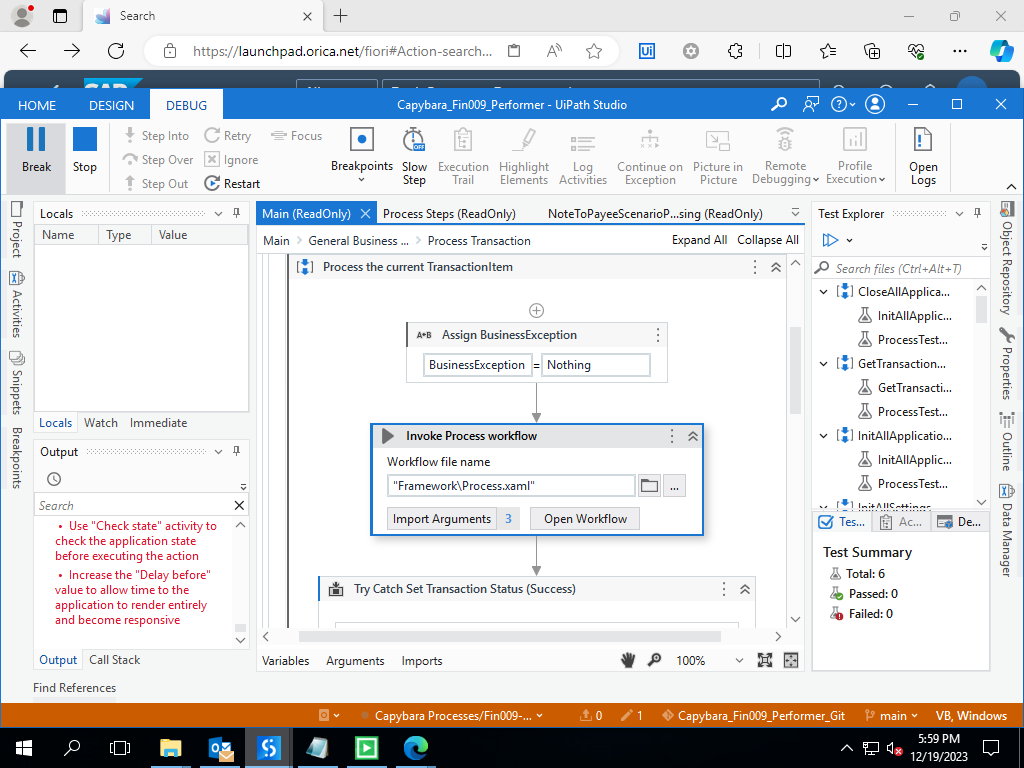 Search
https://launchpad.orica.net/fiori#Action-search...
HOME DESIGN DEBUG
Capybara_Fin009_Performer - UiPath Studio
Break
Stop
Step Into
Step Over
Step Out
Retry
Ignore
Restart
Focus
Breakpoints
Slow
Step
Execution
Trail
Highlight
Elements
Log
Activities
Continue on
Exception
Picture in
Picture
Remote
Debugging
Profile
Execution
Open
Logs
Project
Activities
Snippets
Breakpoints
Locals
Name Type Value
Locals Watch Immediate
Output
Search
• Use "Check state" activity to
check the application state
before executing the action
• Increase the "Delay before"
value to allow time to the
application to render entirely
and become responsive
Output Call Stack
Find References
Main (ReadOnly)
Process Steps (ReadOnly)
NoteToPayeeScenarioP...sing (ReadOnly)
Main > General Business ... > Process Transaction
Expand All Collapse All
Process the current TransactionItem
A+B Assign BusinessException
BusinessException = Nothing
Invoke Process workflow
Workflow file name
"Framework\Process.xaml"
...
Import Arguments 3
Open Workflow
Try Catch Set Transaction Status (Success)
Variables Arguments Imports
100%
Test Explorer
Search files (Ctrl+Alt+T)
CloseAllApplica...
InitAllApplic...
ProcessTest...
GetTransaction...
GetTransacti...
ProcessTest...
InitAllApplicatio...
InitAllApplic...
ProcessTest...
InitAllSettings
Tes... Ac... De...
Test Summary
Total: 6
Passed: 0
Failed: 0
Object Repository
Properties
Outline
Data Manager
Capybara Processes/Fin009-...
0
1
Capybara_Fin009_Performer_Git
main
VB, Windows
5:59 PM
12/19/2023